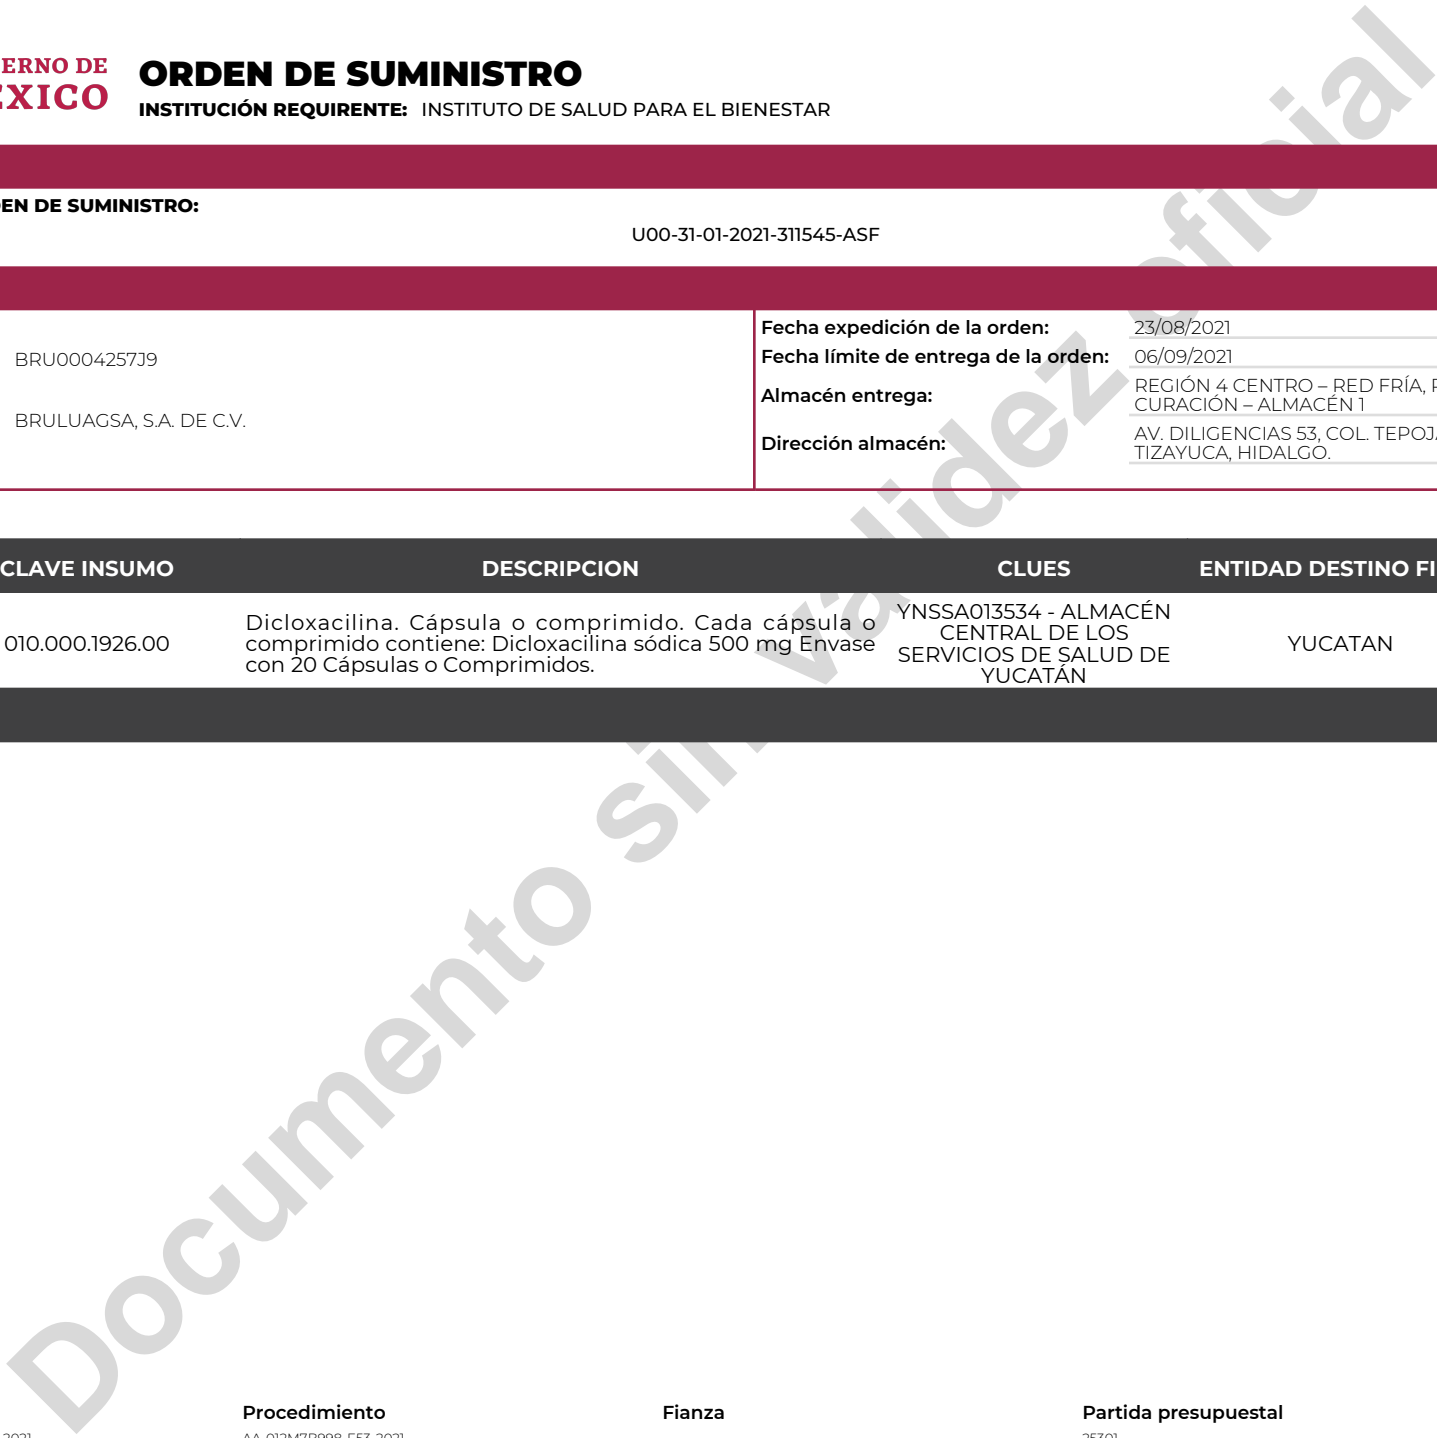 ERNO DE
ÉXICO
ORDEN DE SUMINISTRO
INSTITUCIÓN REQUIRENTE: INSTITUTO DE SALUD PARA EL BIENESTAR
EN DE SUMINISTRO:
U00-31-01-2021-311545-ASF
BRU0004257J9
BRULUAGSA, S.A. DE C.V.
Fecha expedición de la orden: 23/08/2021
Fecha límite de entrega de la orden: 06/09/2021
Almacén entrega: REGIÓN 4 CENTRO – RED FRÍA,
CURACIÓN – ALMACÉN 1
Dirección almacén: AV. DILIGENCIAS 53, COL. TEPOJA
TIZAYUCA, HIDALGO.
CLAVE INSUMO DESCRIPCION CLUES ENTIDAD DESTINO FI
010.000.1926.00
Dicloxacilina. Cápsula o comprimido. Cada cápsula o
comprimido contiene: Dicloxacilina sódica 500 mg Envase
con 20 Cápsulas o Comprimidos.
YNSSA013534 - ALMACÉN
CENTRAL DE LOS
SERVICIOS DE SALUD DE
YUCATÁN
YUCATAN
Documento sin validez oficial
Procedimiento Fianza Partida presupuestal